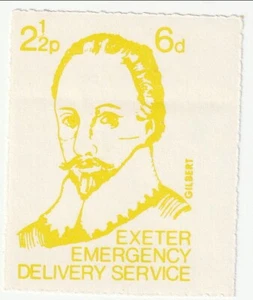 2½p 6d
GILBERT
EXETER
EMERGENCY
DELIVERY SERVICE